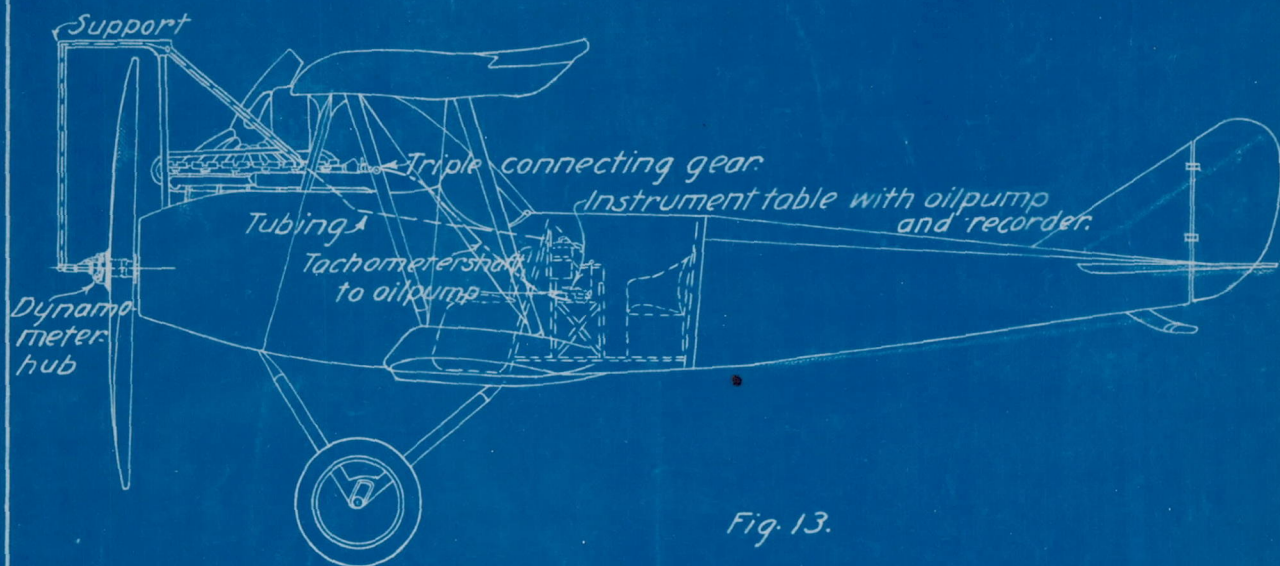 Support
Triple connecting gear.
Instrument table with oilpump
and recorder.
Tubing
Tachometershaft
to oilpump
Dynamo-
meter
hub
Fig. 13.